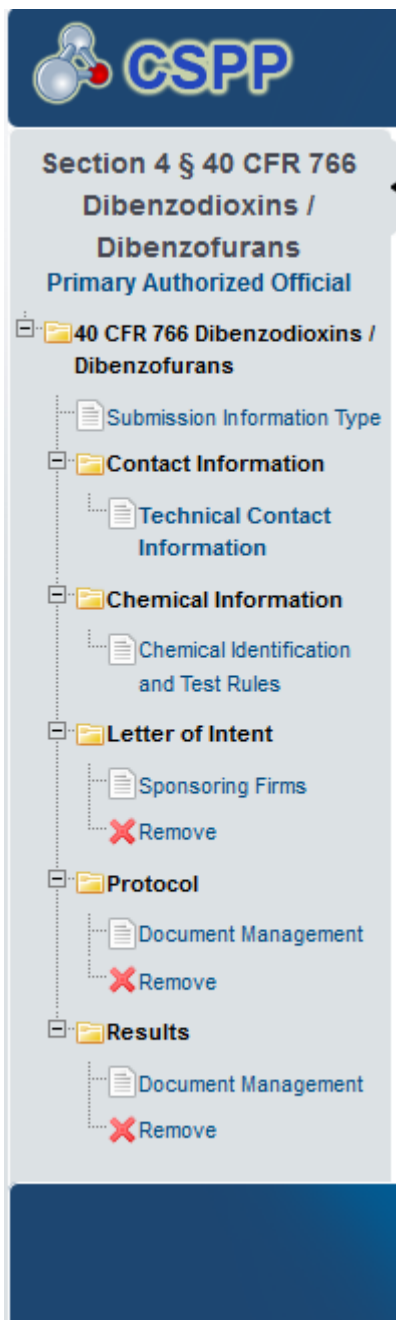 CSPP
Section 4 § 40 CFR 766
Dibenzodioxins /
Dibenzofurans
Primary Authorized Official
40 CFR 766 Dibenzodioxins /
Dibenzofurans
Submission Information Type
Contact Information
Technical Contact
Information
Chemical Information
Chemical Identification
and Test Rules
Letter of Intent
Sponsoring Firms
Remove
Protocol
Document Management
Remove
Results
Document Management
Remove